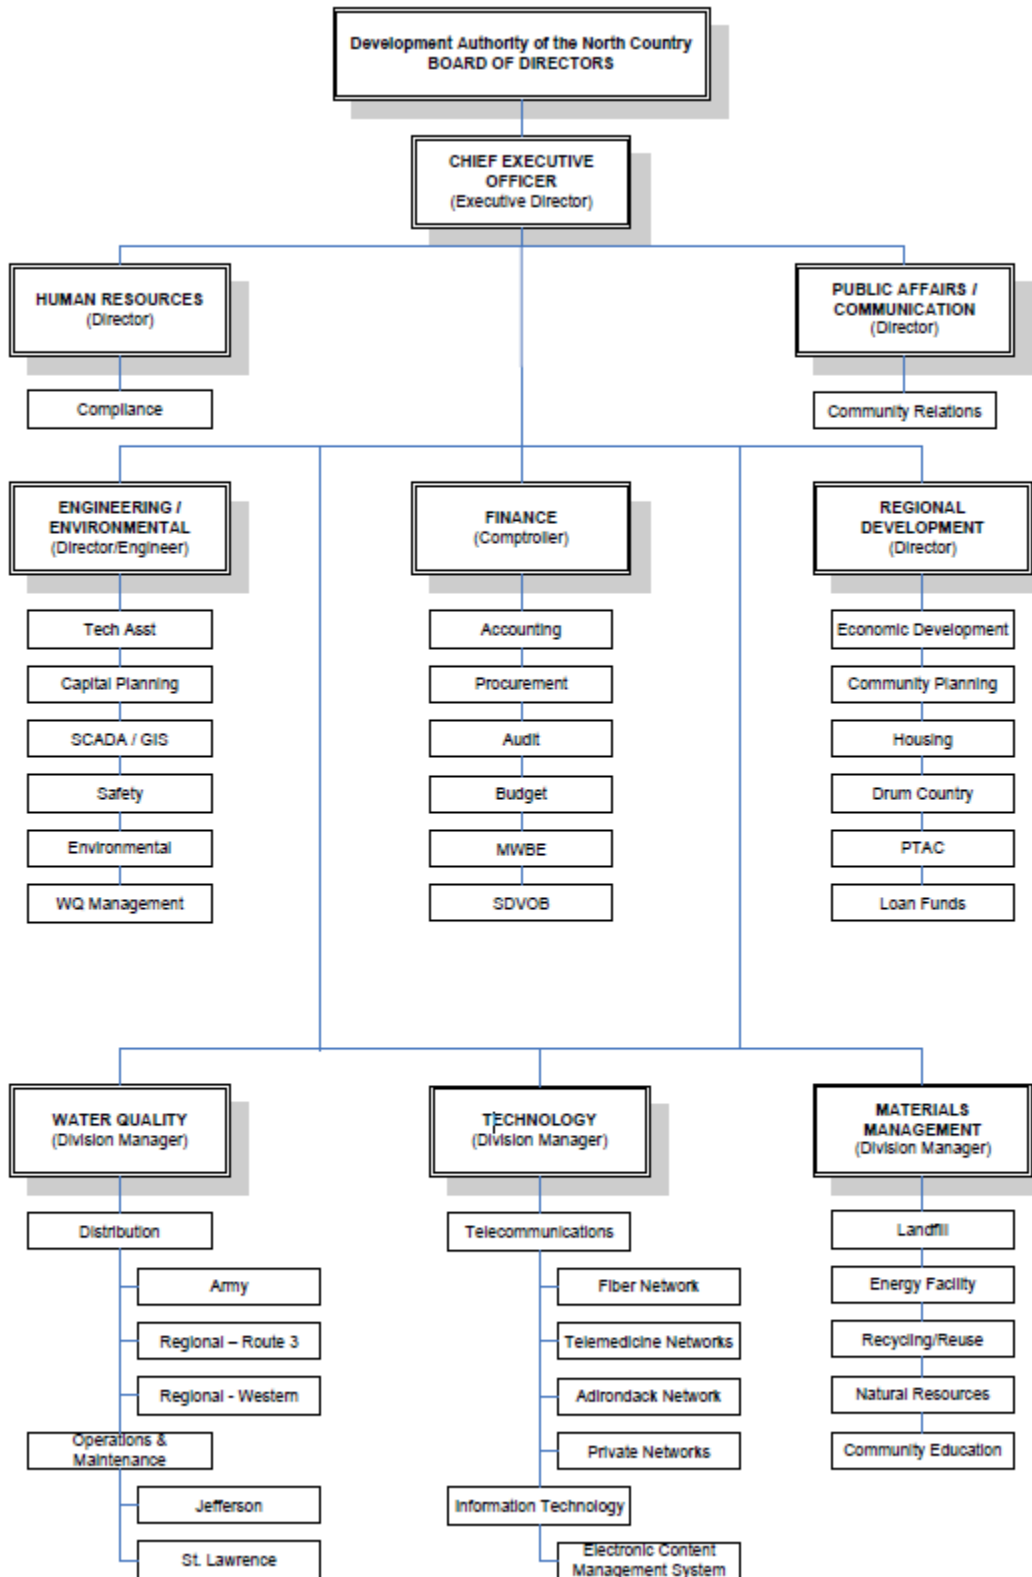 Development Authority of the North Country
BOARD OF DIRECTORS
CHIEF EXECUTIVE
OFFICER
(Executive Director)
HUMAN RESOURCES
(Director)
PUBLIC AFFAIRS /
COMMUNICATION
(Director)
Compliance
Community Relations
ENGINEERING /
ENVIRONMENTAL
(Director/Engineer)
FINANCE
(Comptroller)
REGIONAL
DEVELOPMENT
(Director)
Tech Asst
Capital Planning
SCADA / GIS
Safety
Environmental
WQ Management
Accounting
Procurement
Audit
Budget
MWBE
SDVOB
Economic Development
Community Planning
Housing
Drum Country
PTAC
Loan Funds
WATER QUALITY
(Division Manager)
TECHNOLOGY
(Division Manager)
MATERIALS
MANAGEMENT
(Division Manager)
Distribution
Army
Regional – Route 3
Regional - Western
Operations &
Maintenance
Jefferson
St. Lawrence
Telecommunications
Fiber Network
Telemedicine Networks
Adirondack Network
Private Networks
Information Technology
Electronic Content
Management System
Landfill
Energy Facility
Recycling/Reuse
Natural Resources
Community Education